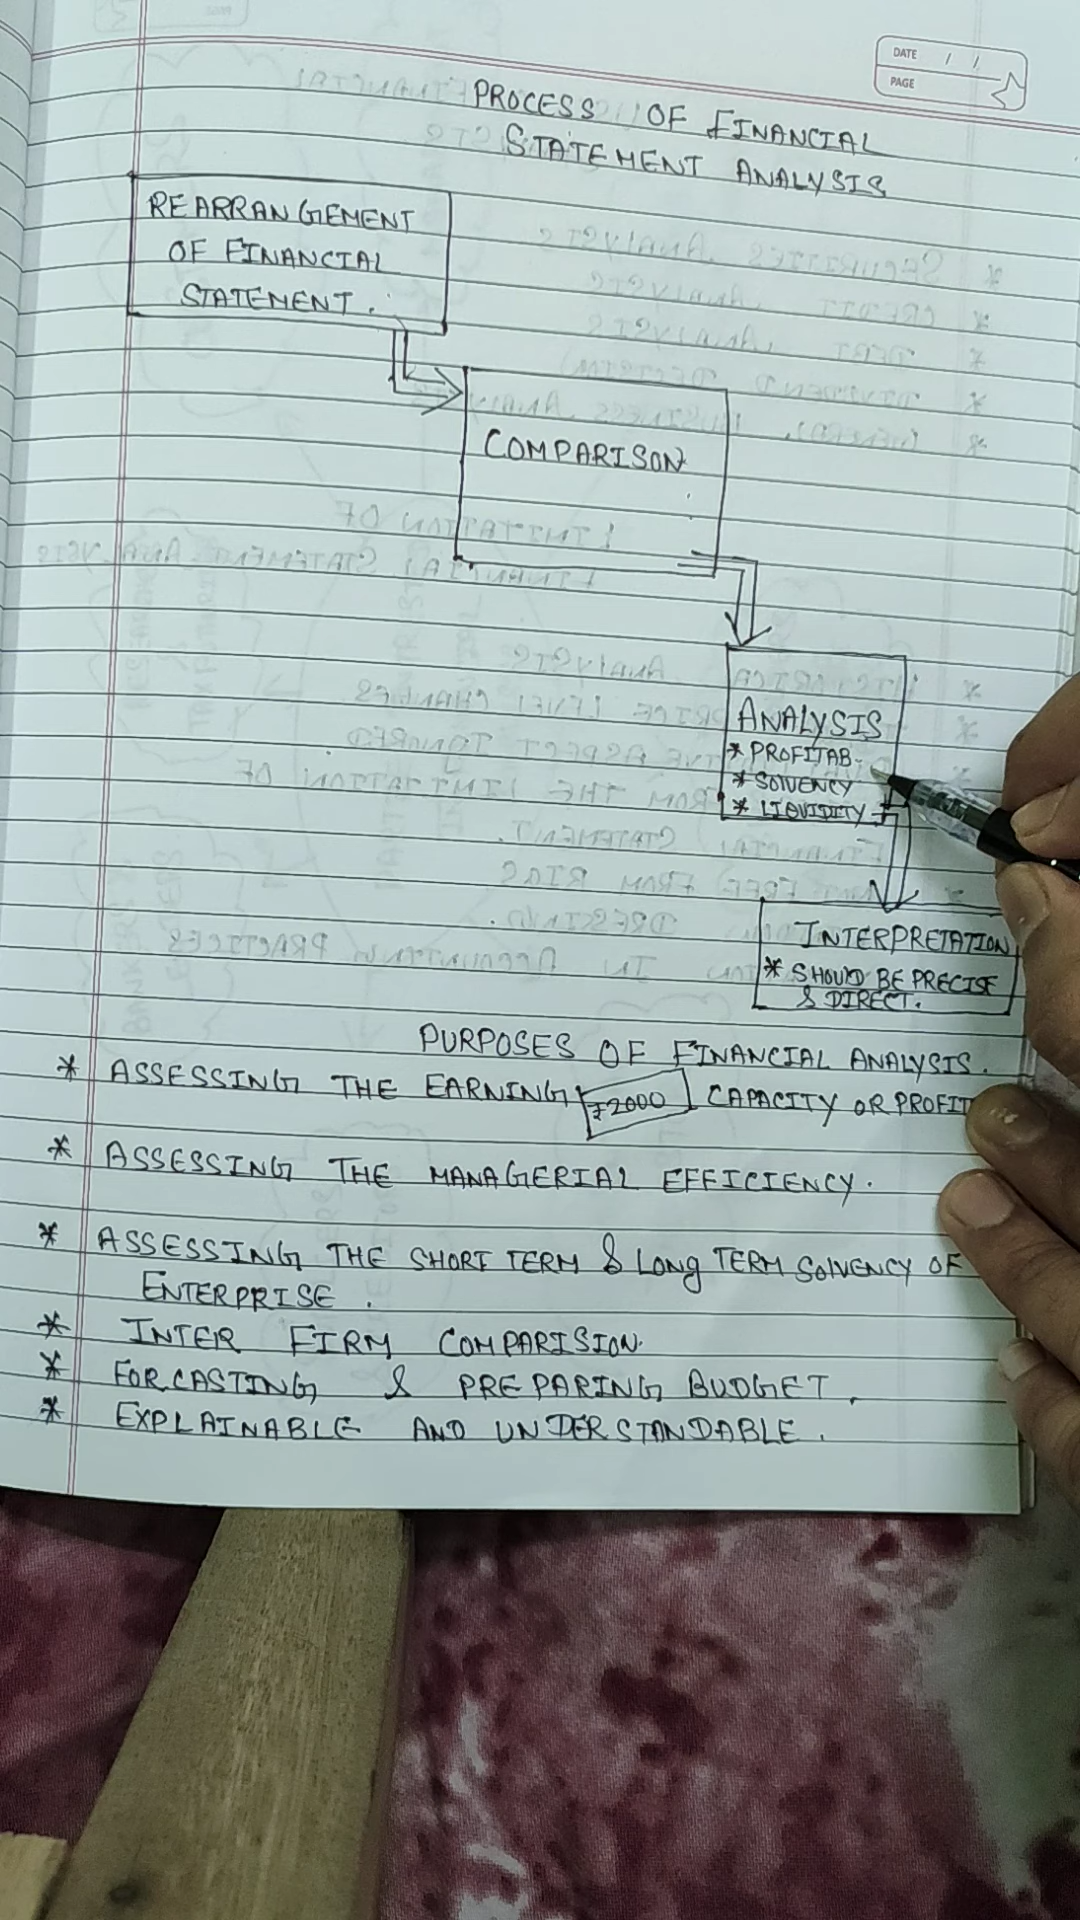 DATE / /
PAGE
PROCESS OF FINANCIAL
STATEMENT ANALYSIS
REARRANGEMENT
OF FINANCIAL
STATEMENT.
COMPARISON
ANALYSIS
* PROFITAB-
* SOLVENCY
* LIQUIDITY
INTERPRETATION
* SHOULD BE PRECISE
& DIRECT.
PURPOSES OF FINANCIAL ANALYSIS.
* ASSESSING THE EARNING ₹2000 CAPACITY OR PROFIT
* ASSESSING THE MANAGERIAL EFFICIENCY.
* ASSESSING THE SHORT TERM & LONG TERM SOLVENCY OF
ENTERPRISE.
* INTER FIRM COMPARISION.
* FORCASTING & PREPARING BUDGET.
* EXPLAINABLE AND UNDERSTANDABLE.